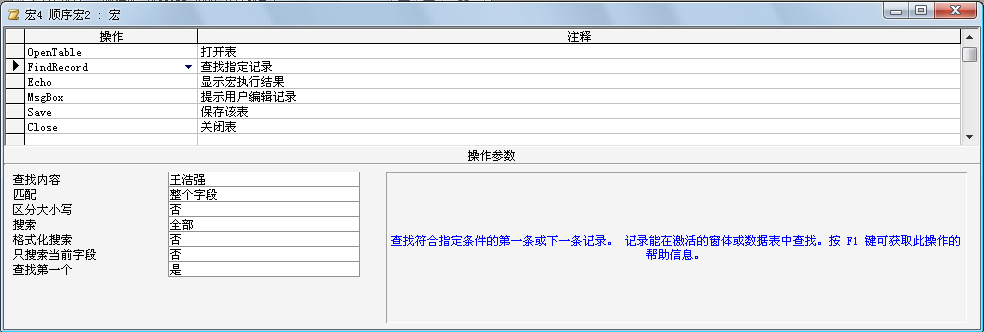 宏4 顺序宏2 : 宏
操作 注释
OpenTable 打开表
FindRecord 查找指定记录
Echo 显示宏执行结果
MsgBox 提示用户编辑记录
Save 保存该表
Close 关闭表
操作参数
查找内容 王浩强
匹配 整个字段
区分大小写 否
搜索 全部
格式化搜索 否
只搜索当前字段 否
查找第一个 是
查找符合指定条件的第一条或下一条记录。 记录能在激活的窗体或数据表中查找。按 F1 键可获取此操作的
帮助信息。